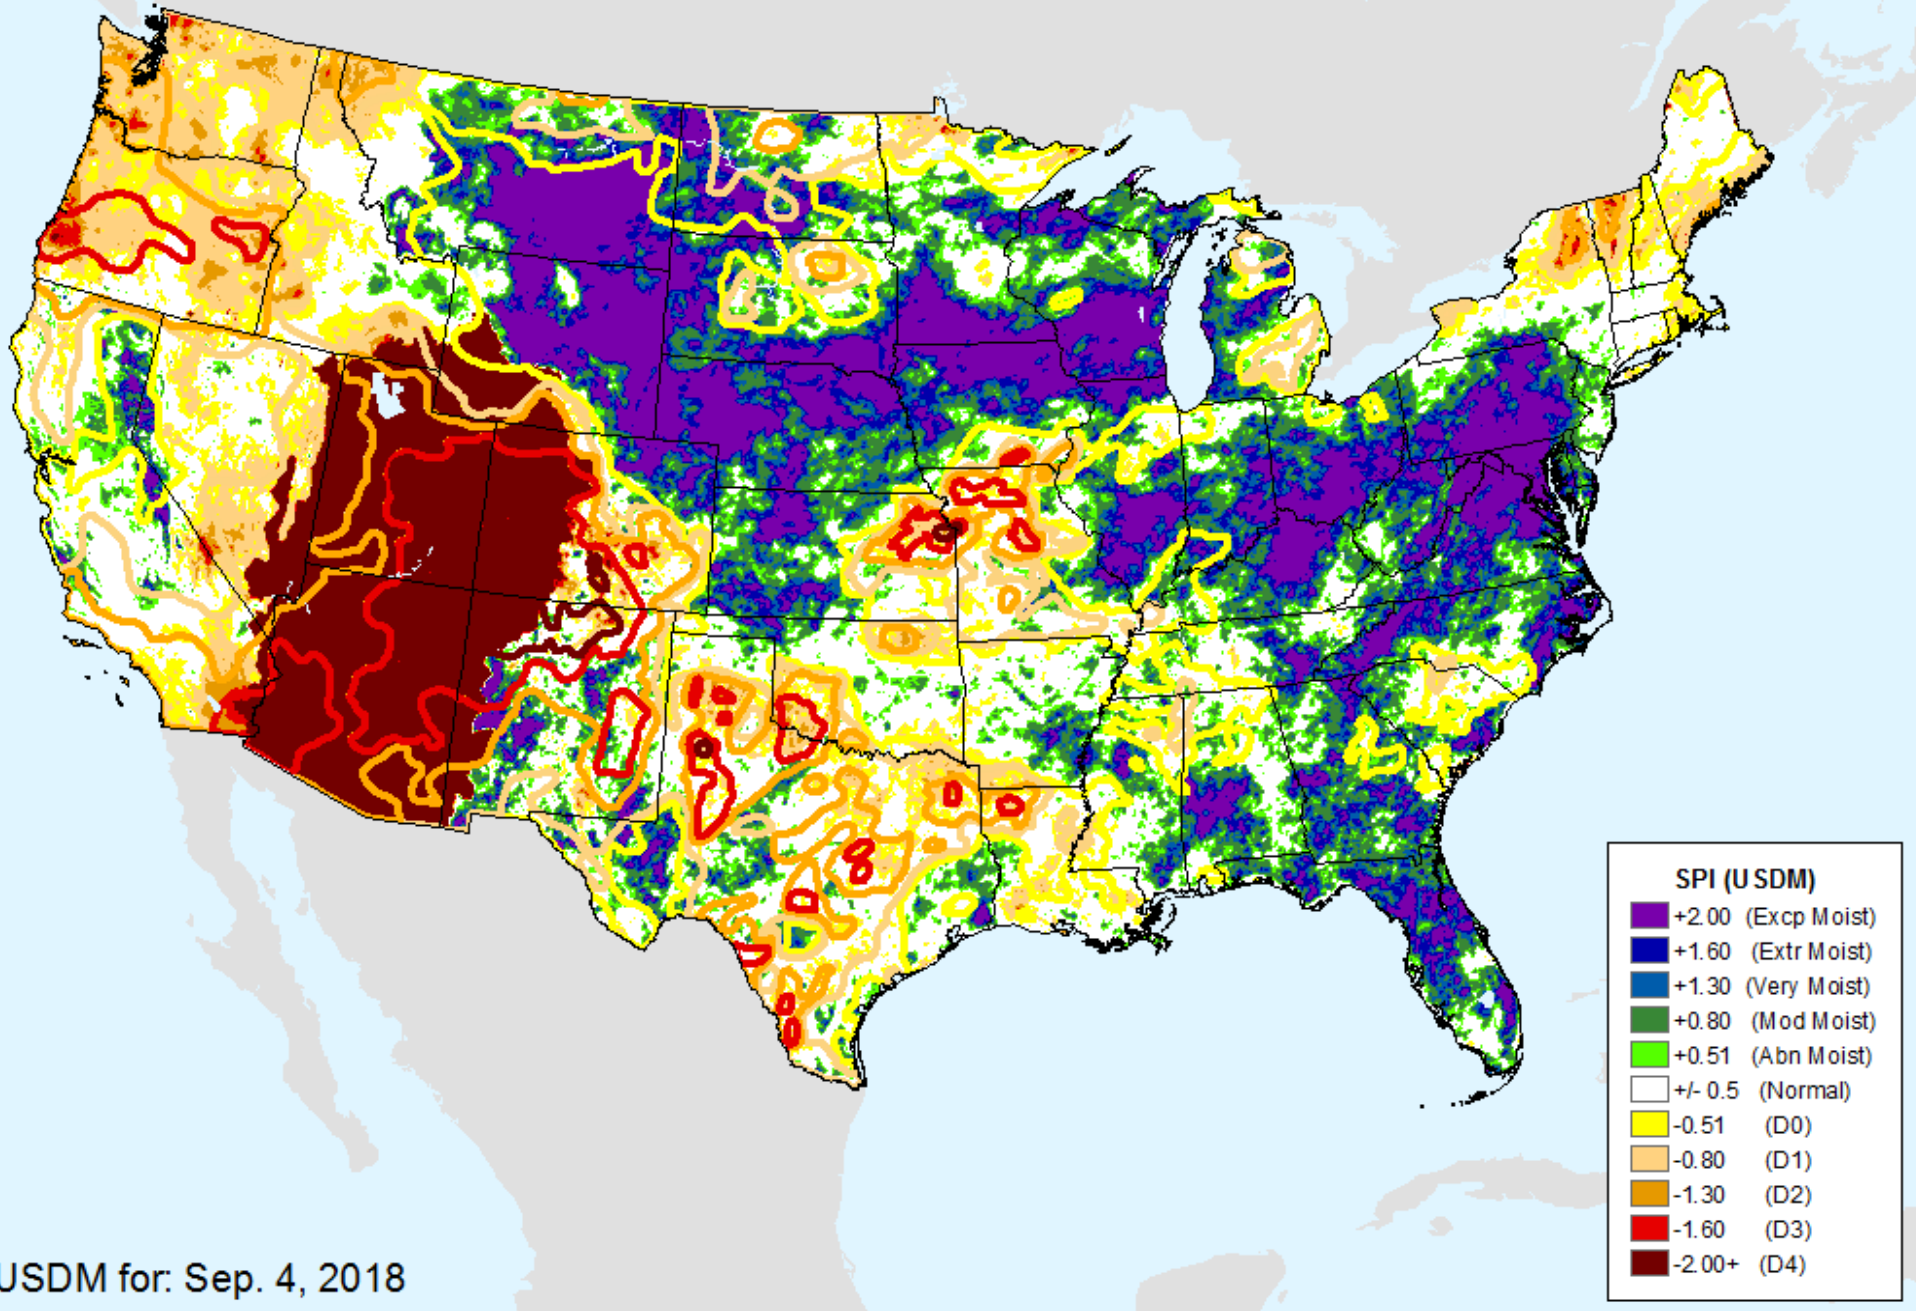 SPI (USDM)
+2.00 (Excp Moist)
+1.60 (Extr Moist)
+1.30 (Very Moist)
+0.80 (Mod Moist)
+0.51 (Abn Moist)
+/- 0.5 (Normal)
-0.51 (D0)
-0.80 (D1)
-1.30 (D2)
-1.60 (D3)
-2.00+ (D4)
USDM for: Sep. 4, 2018